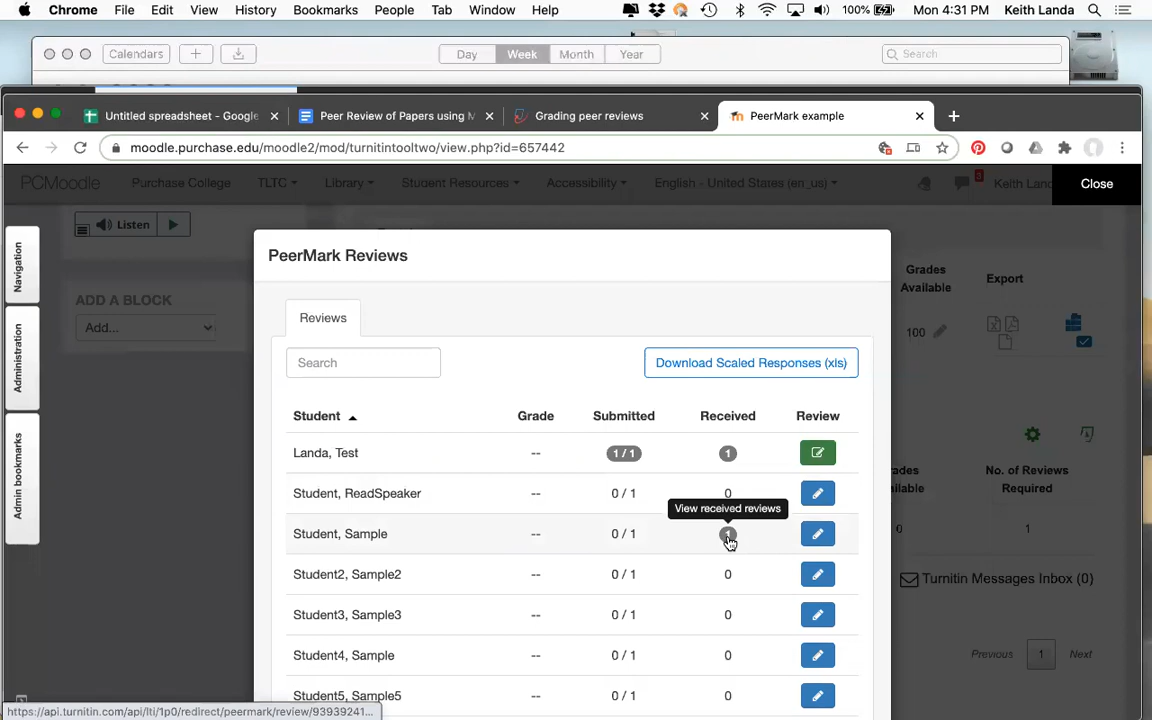 Chrome File Edit View History Bookmarks People Tab Window Help 100% Mon 4:31 PM Keith Landa
Calendars Day Week Month Year Search
Untitled spreadsheet - Google Peer Review of Papers using M Grading peer reviews PeerMark example
moodle.purchase.edu/moodle2/mod/turnitintooltwo/view.php?id=657442
PCMoodle Purchase College TLTC Library Student Resources Accessibility English - United States (en_us) 3 Keith Land Close
Listen
Navigation
ADD A BLOCK
Add...
Administration
Admin bookmarks
PeerMark Reviews
Reviews
Search Download Scaled Responses (xls)
Student Grade Submitted Received Review
Landa, Test -- 1 / 1 1
Student, ReadSpeaker -- 0 / 1 0
View received reviews
Student, Sample -- 0 / 1
Student2, Sample2 -- 0 / 1 0
Student3, Sample3 -- 0 / 1 0
Student4, Sample -- 0 / 1 0
Student5, Sample5 -- 0 / 1 0
Grades Available Export
100
No. of Reviews Required
0 1
Turnitin Messages Inbox (0)
Previous 1 Next
https://api.turnitin.com/api/lti/1p0/redirect/peermark/review/93939241...